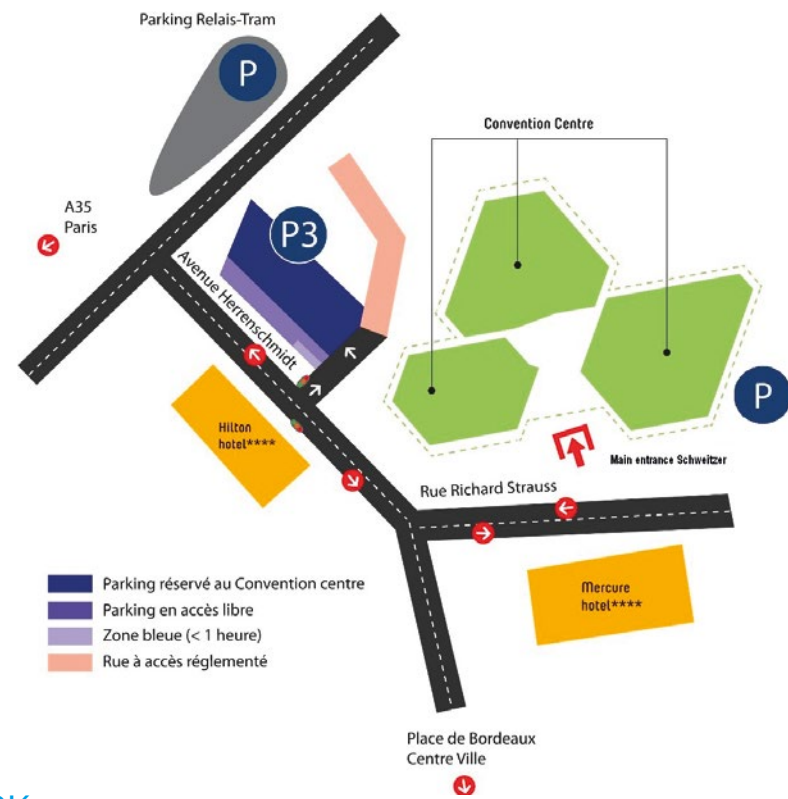 Parking Relais-Tram
P
Convention Centre
A35
Paris
P3
Avenue Herrenschmidt
P
Hilton
hotel****
Main entrance Schweitzer
Rue Richard Strauss
Mercure
hotel****
Parking réservé au Convention centre
Parking en accès libre
Zone bleue (< 1 heure)
Rue à accès réglementé
Place de Bordeaux
Centre Ville